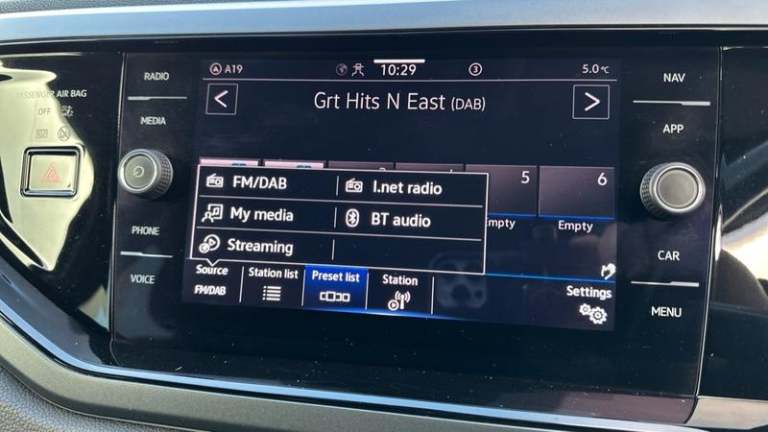 RADIO
MEDIA
PHONE
VOICE
PASSENGER AIR BAG
OFF
A19
10:29
3
5.0 °C
< Grt Hits N East (DAB) >
5
6
Empty
Empty
FM/DAB
I.net radio
My media
BT audio
Streaming
Source
FM/DAB
Station list
Preset list
Station
Settings
NAV
APP
CAR
MENU